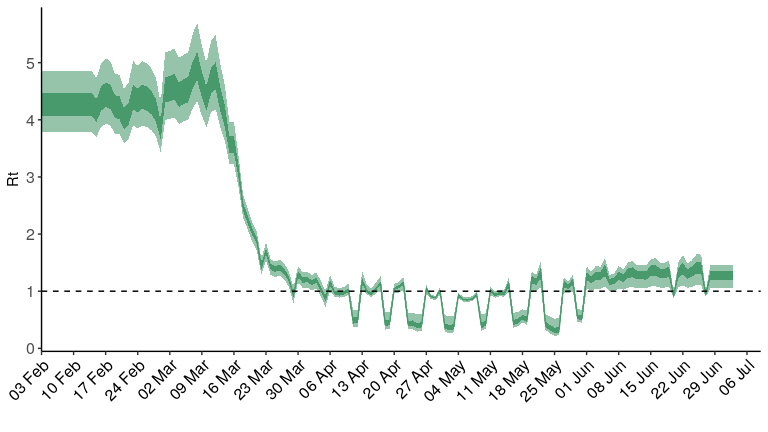 Rt
5
4
3
2
1
0
03 Feb
10 Feb
17 Feb
24 Feb
02 Mar
09 Mar
16 Mar
23 Mar
30 Mar
06 Apr
13 Apr
20 Apr
27 Apr
04 May
11 May
18 May
25 May
01 Jun
08 Jun
15 Jun
22 Jun
29 Jun
06 Jul